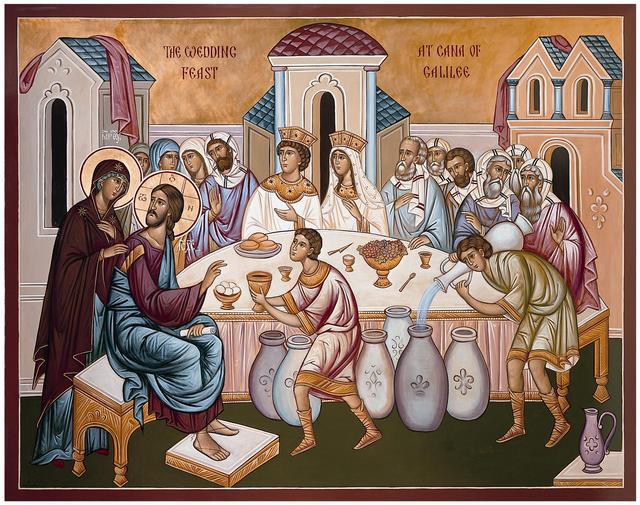 THE WEDDING
FEAST
AT CANA OF
GALILEE